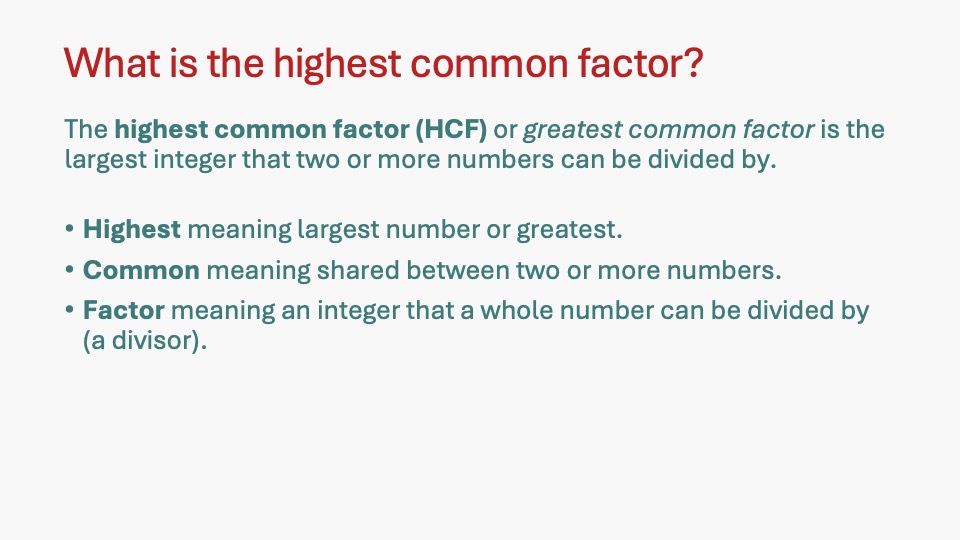 What is the highest common factor?
The highest common factor (HCF) or greatest common factor is the
largest integer that two or more numbers can be divided by.
• Highest meaning largest number or greatest.
• Common meaning shared between two or more numbers.
• Factor meaning an integer that a whole number can be divided by
(a divisor).